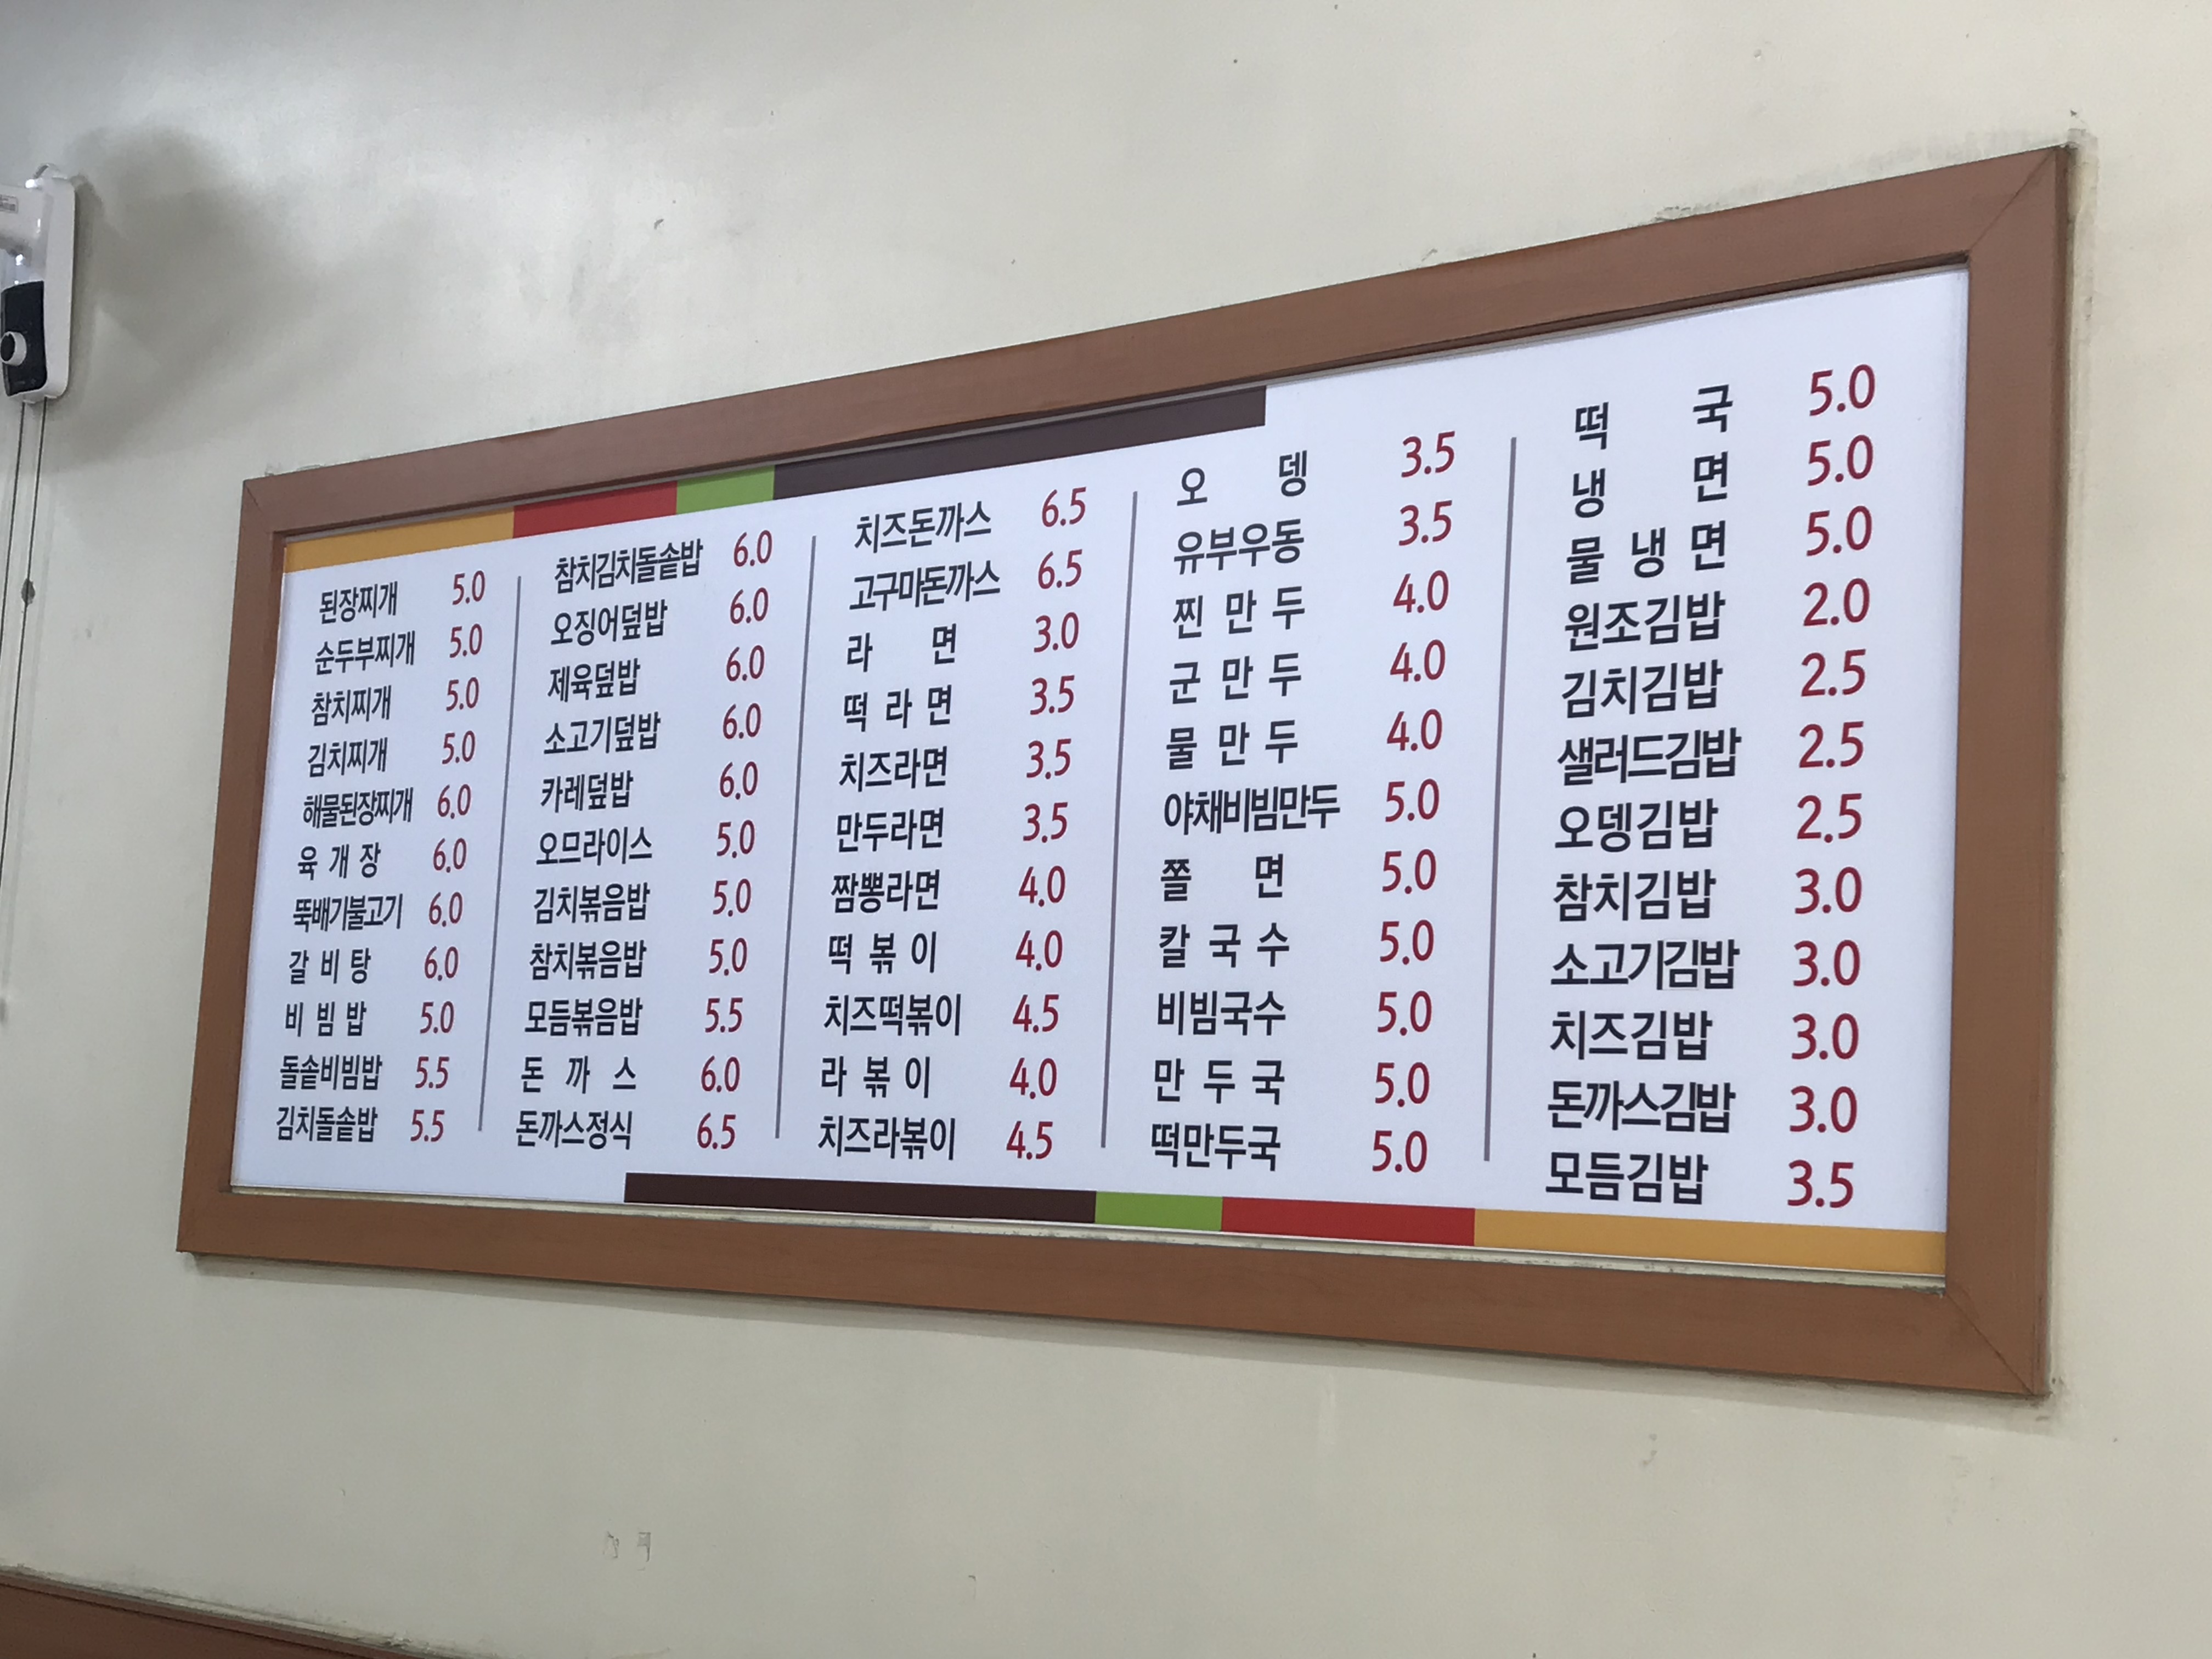 된장찌개 5.0
순두부찌개 5.0
참치찌개 5.0
김치찌개 5.0
해물된장찌개 6.0
육 개 장 6.0
뚝배기불고기 6.0
갈 비 탕 6.0
비 빔 밥 5.0
돌솥비빔밥 5.5
김치돌솥밥 5.5
참치김치돌솥밥 6.0
오징어덮밥 6.0
제육덮밥 6.0
소고기덮밥 6.0
카레덮밥 6.0
오므라이스 5.0
김치볶음밥 5.0
참치볶음밥 5.0
모듬볶음밥 5.5
돈 까 스 6.0
돈까스정식 6.5
치즈돈까스 6.5
고구마돈까스 6.5
라 면 3.0
떡 라 면 3.5
치즈라면 3.5
만두라면 3.5
짬뽕라면 4.0
떡 볶 이 4.0
치즈떡볶이 4.5
라 볶 이 4.0
치즈라볶이 4.5
오 뎅 3.5
유부우동 3.5
찐 만 두 4.0
군 만 두 4.0
물 만 두 4.0
야채비빔만두 5.0
쫄 면 5.0
칼 국 수 5.0
비빔국수 5.0
만 두 국 5.0
떡만두국 5.0
떡 국 5.0
냉 면 5.0
물 냉 면 5.0
원조김밥 2.0
김치김밥 2.5
샐러드김밥 2.5
오뎅김밥 2.5
참치김밥 3.0
소고기김밥 3.0
치즈김밥 3.0
돈까스김밥 3.0
모듬김밥 3.5